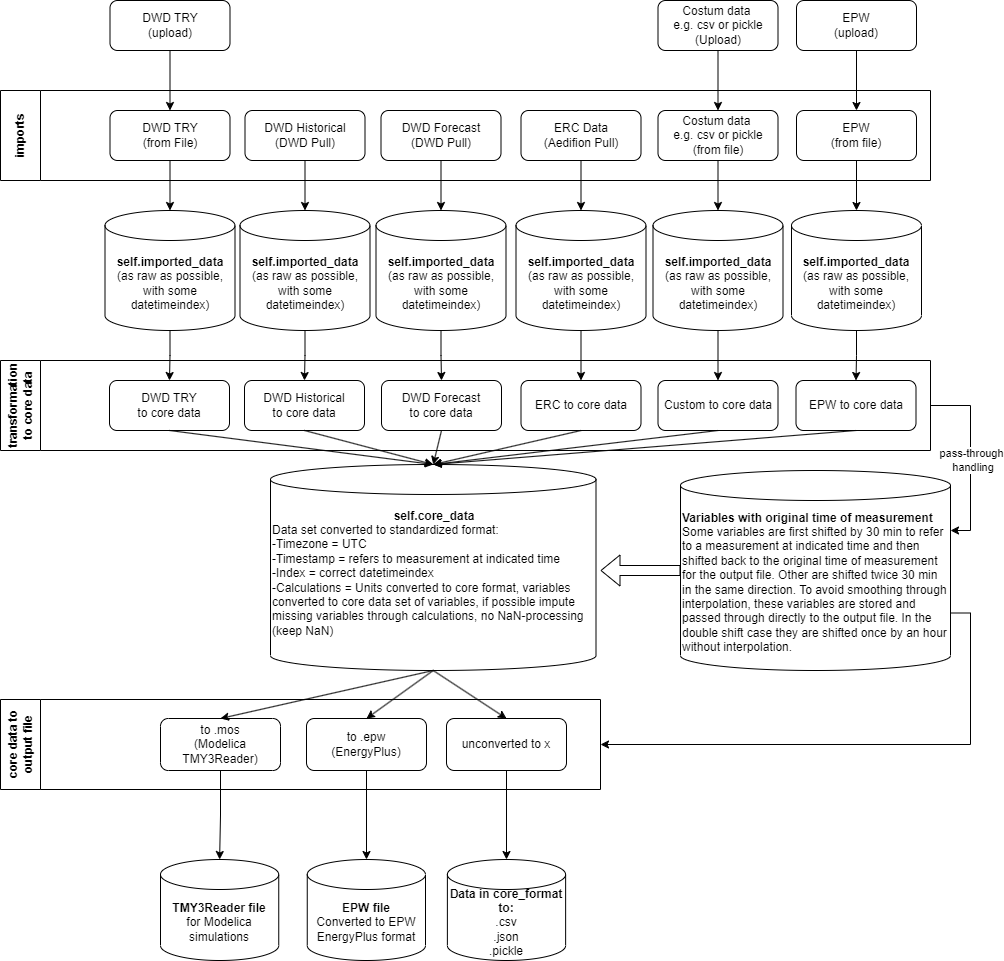 DWD TRY
(upload)
Costum data
e.g. csv or pickle
(Upload)
EPW
(upload)
imports
DWD TRY
(from File)
DWD Historical
(DWD Pull)
DWD Forecast
(DWD Pull)
ERC Data
(Aedifion Pull)
Costum data
e.g. csv or pickle
(from file)
EPW
(from file)
self.imported_data
(as raw as possible,
with some
datetimeindex)
self.imported_data
(as raw as possible,
with some
datetimeindex)
self.imported_data
(as raw as possible,
with some
datetimeindex)
self.imported_data
(as raw as possible,
with some
datetimeindex)
self.imported_data
(as raw as possible,
with some
datetimeindex)
self.imported_data
(as raw as possible,
with some
datetimeindex)
transformation
to core data
DWD TRY
to core data
DWD Historical
to core data
DWD Forecast
to core data
ERC to core data
Custom to core data
EPW to core data
pass-through
handling
self.core_data
Data set converted to standardized format:
-Timezone = UTC
-Timestamp = refers to measurement at indicated time
-Index = correct datetimeindex
-Calculations = Units converted to core format, variables
converted to core data set of variables, if possible impute
missing variables through calculations, no NaN-processing
(keep NaN)
Variables with original time of measurement
Some variables are first shifted by 30 min to refer
to a measurement at indicated time and then
shifted back to the original time of measurement
for the output file. Other are shifted twice 30 min
in the same direction. To avoid smoothing through
interpolation, these variables are stored and
passed through directly to the output file. In the
double shift case they are shifted once by an hour
without interpolation.
core data to
output file
to .mos
(Modelica
TMY3Reader)
to .epw
(EnergyPlus)
unconverted to x
TMY3Reader file
for Modelica
simulations
EPW file
Converted to EPW
EnergyPlus format
Data in core_format
to:
.csv
.json
.pickle